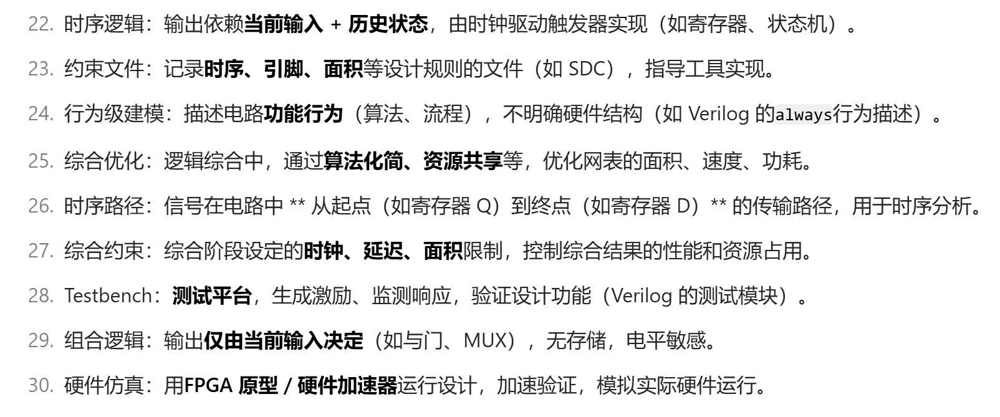 22. 时序逻辑：输出依赖当前输入 + 历史状态，由时钟驱动触发器实现（如寄存器、状态机）。
23. 约束文件：记录时序、引脚、面积等设计规则的文件（如 SDC），指导工具实现。
24. 行为级建模：描述电路功能行为（算法、流程），不明确硬件结构（如 Verilog 的always行为描述）。
25. 综合优化：逻辑综合中，通过算法化简、资源共享等，优化网表的面积、速度、功耗。
26. 时序路径：信号在电路中 ** 从起点（如寄存器 Q）到终点（如寄存器 D）** 的传输路径，用于时序分析。
27. 综合约束：综合阶段设定的时钟、延迟、面积限制，控制综合结果的性能和资源占用。
28. Testbench：测试平台，生成激励、监测响应，验证设计功能（Verilog 的测试模块）。
29. 组合逻辑：输出仅由当前输入决定（如与门、MUX），无存储，电平敏感。
30. 硬件仿真：用FPGA 原型 / 硬件加速器运行设计，加速验证，模拟实际硬件运行。